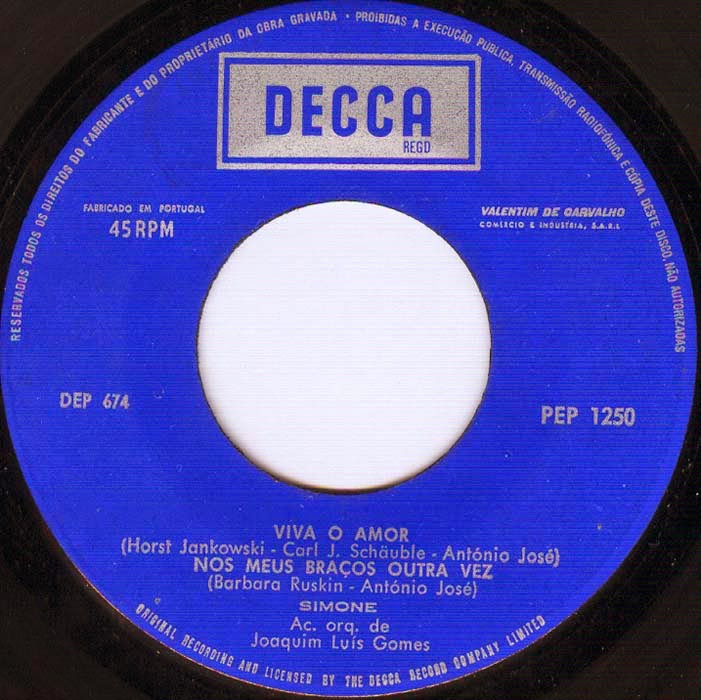 RESERVADOS TODOS OS DIREITOS DO FABRICANTE E DO PROPRIETÁRIO DA OBRA GRAVADA - PROIBIDAS A EXECUÇÃO PÚBLICA, TRANSMISSÃO RADIOFÓNICA E CÓPIA DESTE DISCO, NÃO AUTORIZADAS
DECCA
REGD
FABRICADO EM PORTUGAL
45 RPM
VALENTIM DE CARVALHO
COMERCIO E INDUSTRIA, S.A.R.L
DEP 674
PEP 1250
VIVA O AMOR
(Horst Jankowski - Carl J. Schäuble - António José)
NOS MEUS BRAÇOS OUTRA VEZ
(Barbara Ruskin - António José)
SIMONE
Ac. orq. de
Joaquim Luís Gomes
ORIGINAL RECORDING AND LICENSED BY THE DECCA RECORD COMPANY LIMITED